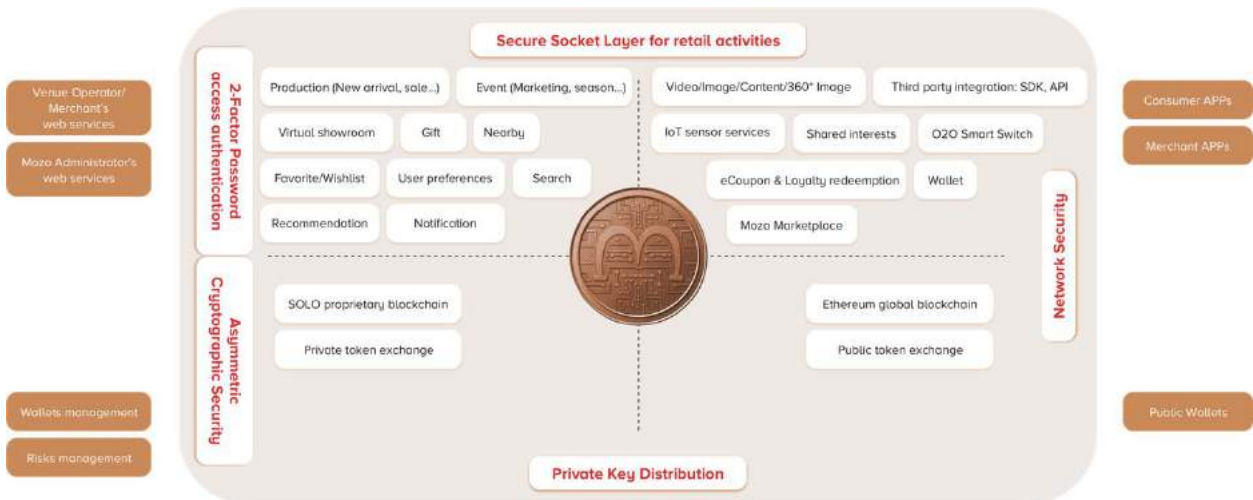 Secure Socket Layer for retail activities
2-Factor Password
access authentication
Venue Operator/
Merchant's
web services
Mozo Administrator's
web services
Production (New arrival, sale...)
Event (Marketing, season...)
Virtual showroom
Gift
Nearby
Favorite/Wishlist
User preferences
Search
Recommendation
Notification
Video/Image/Content/360° Image
Third party integration: SDK, API
IoT sensor services
Shared interests
O2O Smart Switch
eCoupon & Loyalty redeemption
Wallet
Mozo Marketplace
Consumer APPs
Merchant APPs
Network Security
Asymmetric
Cryptographic Security
SOLO proprietary blockchain
Private token exchange
Ethereum global blockchain
Public token exchange
Wallets management
Risks management
Public Wallets
Private Key Distribution